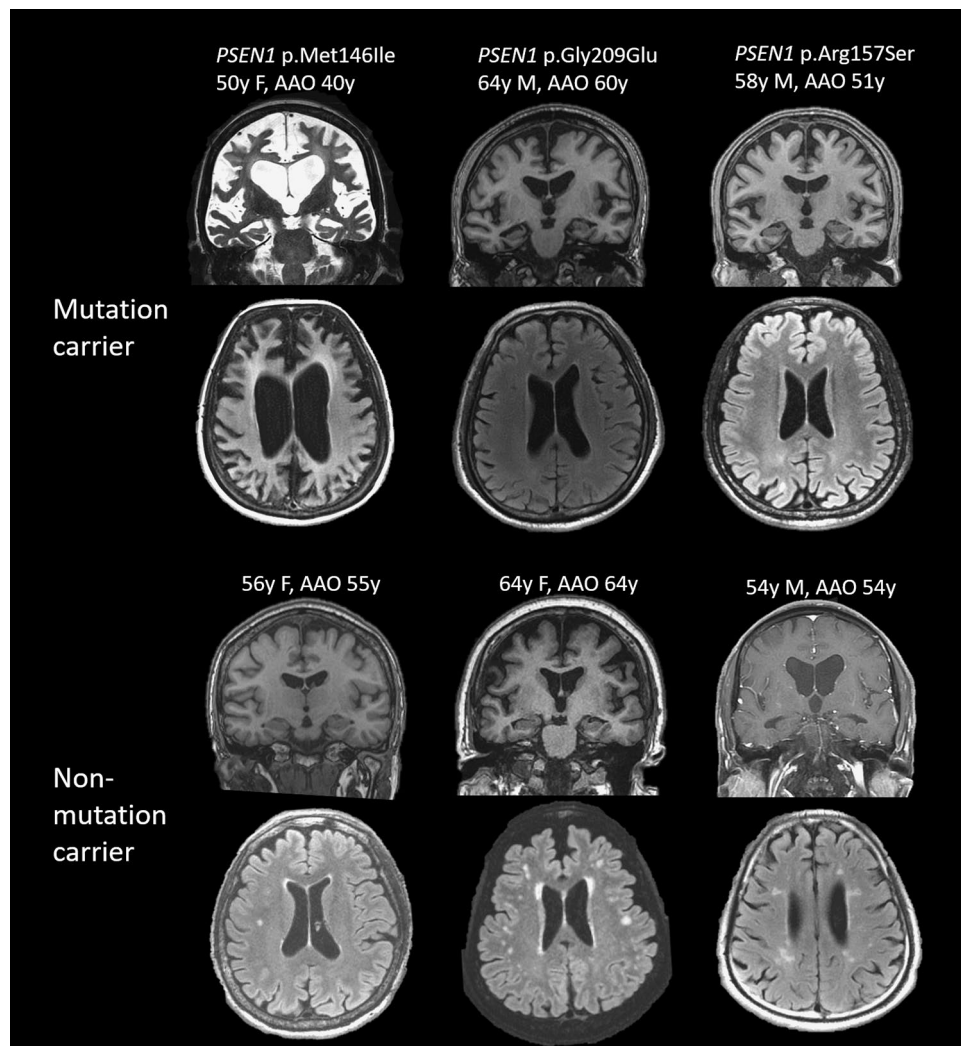 PSEN1 p.Met146Ile
50y F, AAO 40y
PSEN1 p.Gly209Glu
64y M, AAO 60y
PSEN1 p.Arg157Ser
58y M, AAO 51y
Mutation
carrier
56y F, AAO 55y
64y F, AAO 64y
54y M, AAO 54y
Non-
mutation
carrier